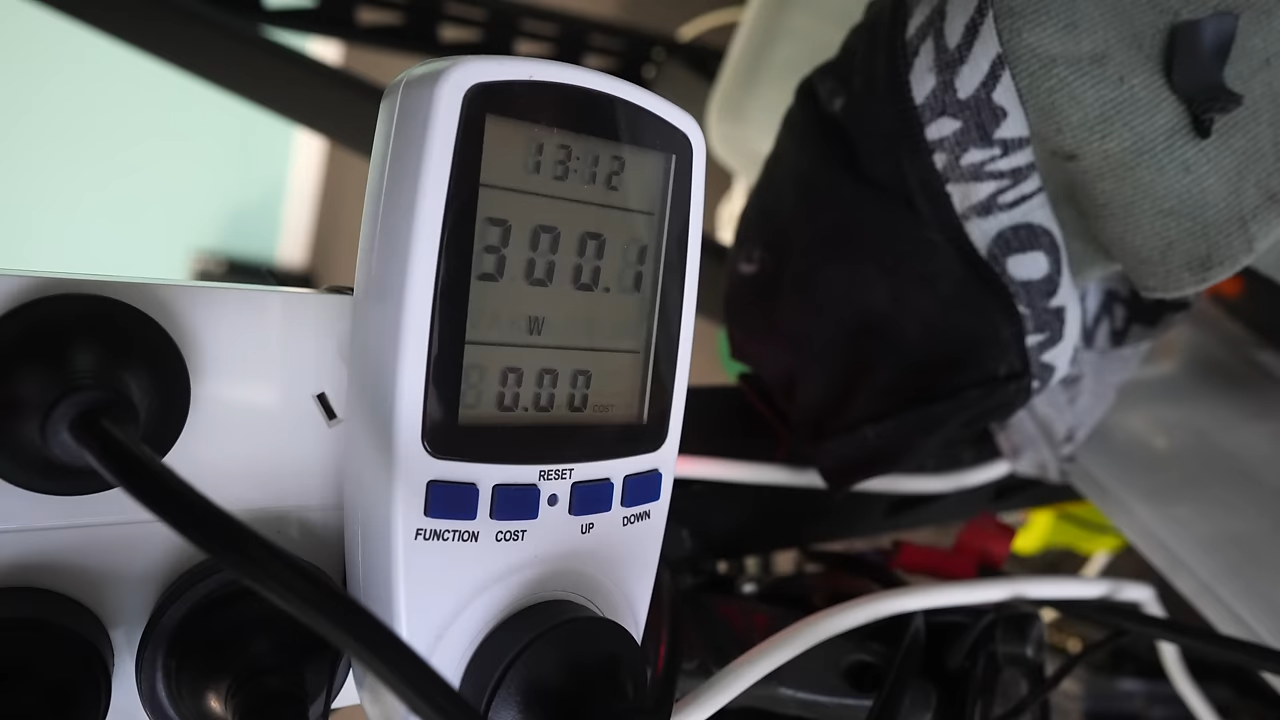 13:12
300.1
W
0.00
COST
RESET
FUNCTION COST UP DOWN